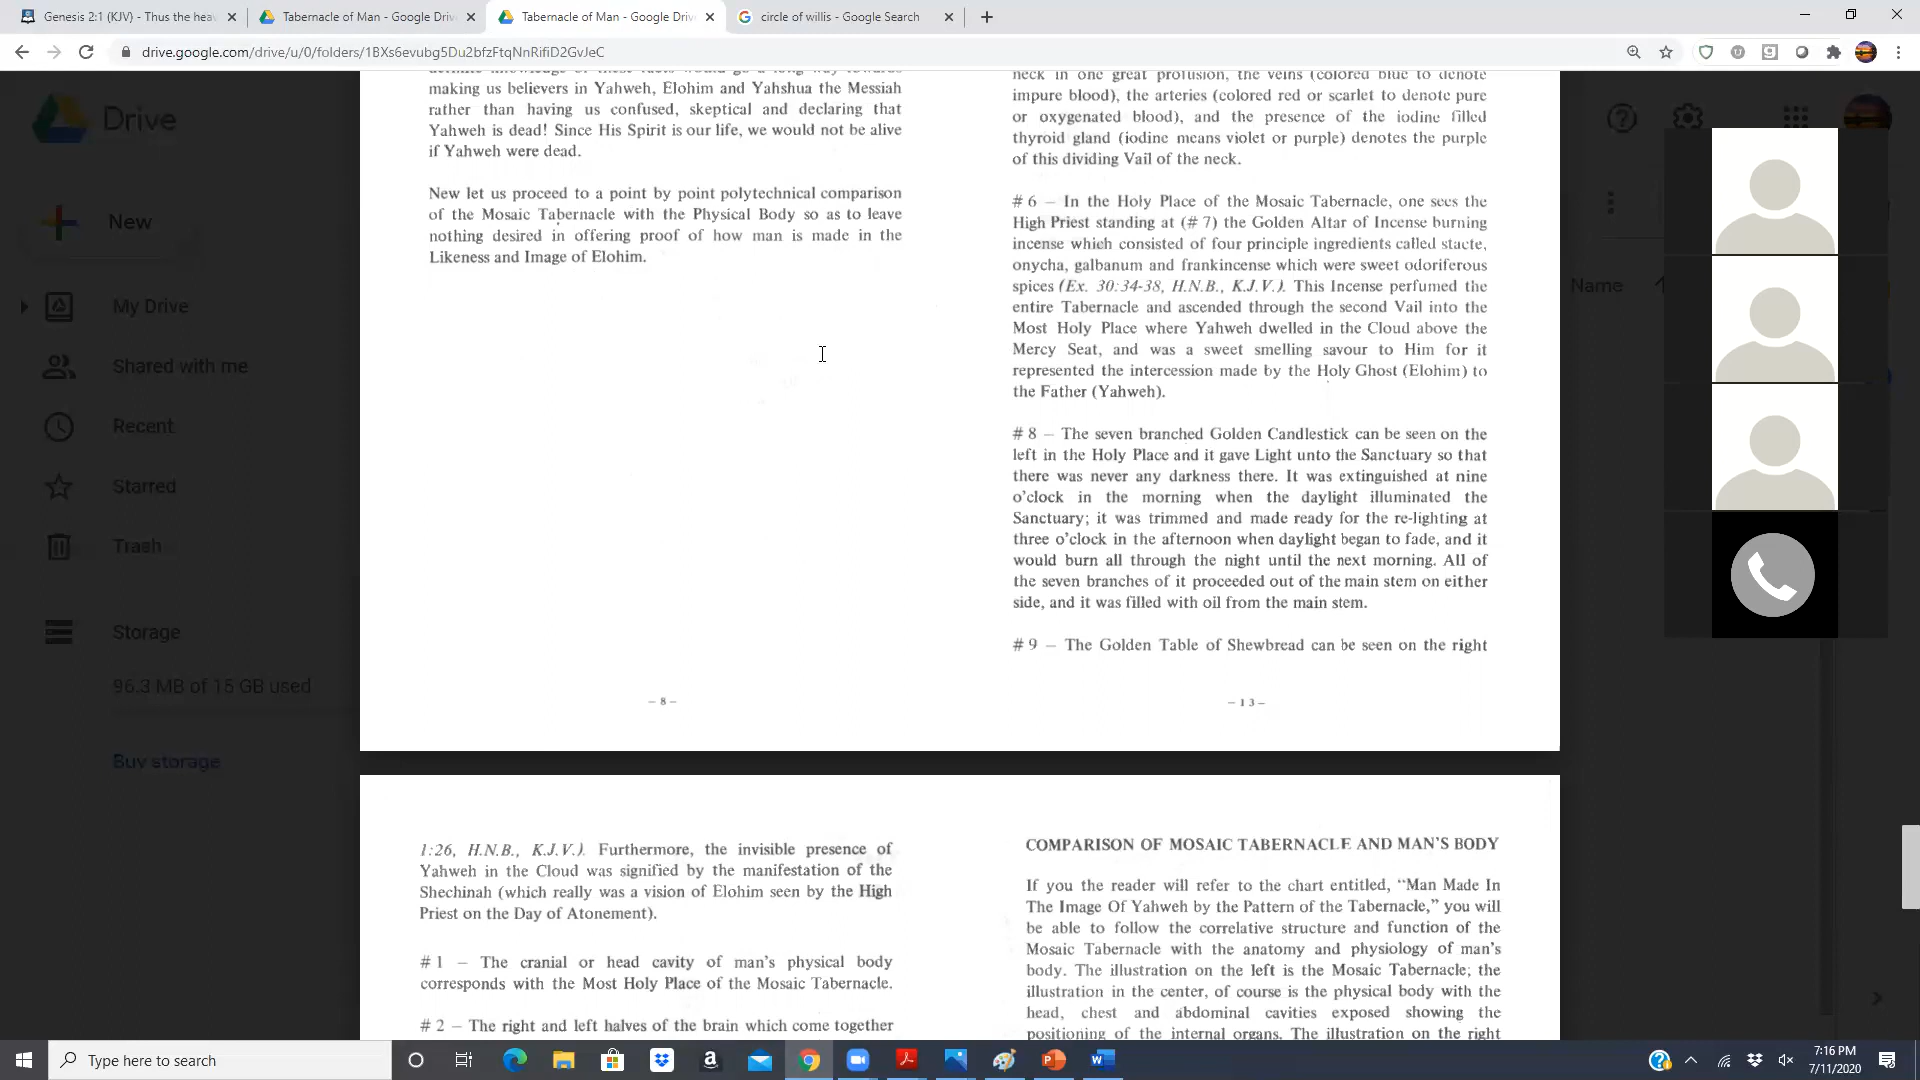 Genesis 2:1 (KJV) - Thus the hea
Tabernacle of Man - Google Driv
Tabernacle of Man - Google Driv
circle of willis - Google Search
drive.google.com/drive/u/0/folders/1BXs6evubg5Du2bfzFtqNnRifiD2GvJeC
Drive
New
My Drive
Shared with me
Recent
Starred
Trash
Storage
96.3 MB of 15 GB used
Buy storage
Name
making us believers in Yahweh, Elohim and Yahshua the Messiah
rather than having us confused, skeptical and declaring that
Yahweh is dead! Since His Spirit is our life, we would not be alive
if Yahweh were dead.
New let us proceed to a point by point polytechnical comparison
of the Mosaic Tabernacle with the Physical Body so as to leave
nothing desired in offering proof of how man is made in the
Likeness and Image of Elohim.
– 8 –
neck in one great profusion, the veins (colored blue to denote
impure blood), the arteries (colored red or scarlet to denote pure
or oxygenated blood), and the presence of the iodine filled
thyroid gland (iodine means violet or purple) denotes the purple
of this dividing Vail of the neck.
# 6 – In the Holy Place of the Mosaic Tabernacle, one sees the
High Priest standing at (# 7) the Golden Altar of Incense burning
incense which consisted of four principle ingredients called stacte,
onycha, galbanum and frankincense which were sweet odoriferous
spices (Ex. 30:34-38, H.N.B., K.J.V.). This Incense perfumed the
entire Tabernacle and ascended through the second Vail into the
Most Holy Place where Yahweh dwelled in the Cloud above the
Mercy Seat, and was a sweet smelling savour to Him for it
represented the intercession made by the Holy Ghost (Elohim) to
the Father (Yahweh).
# 8 – The seven branched Golden Candlestick can be seen on the
left in the Holy Place and it gave Light unto the Sanctuary so that
there was never any darkness there. It was extinguished at nine
o'clock in the morning when the daylight illuminated the
Sanctuary; it was trimmed and made ready for the re-lighting at
three o'clock in the afternoon when daylight began to fade, and it
would burn all through the night until the next morning. All of
the seven branches of it proceeded out of the main stem on either
side, and it was filled with oil from the main stem.
# 9 – The Golden Table of Shewbread can be seen on the right
– 1 3 –
1:26, H.N.B., K.J.V.). Furthermore, the invisible presence of
Yahweh in the Cloud was signified by the manifestation of the
Shechinah (which really was a vision of Elohim seen by the High
Priest on the Day of Atonement).
# 1 – The cranial or head cavity of man's physical body
corresponds with the Most Holy Place of the Mosaic Tabernacle.
# 2 – The right and left halves of the brain which come together
COMPARISON OF MOSAIC TABERNACLE AND MAN'S BODY
If you the reader will refer to the chart entitled, “Man Made In
The Image Of Yahweh by the Pattern of the Tabernacle,” you will
be able to follow the correlative structure and function of the
Mosaic Tabernacle with the anatomy and physiology of man's
body. The illustration on the left is the Mosaic Tabernacle; the
illustration in the center, of course is the physical body with the
head, chest and abdominal cavities exposed showing the
positioning of the internal organs. The illustration on the right
Type here to search
7:16 PM
7/11/2020